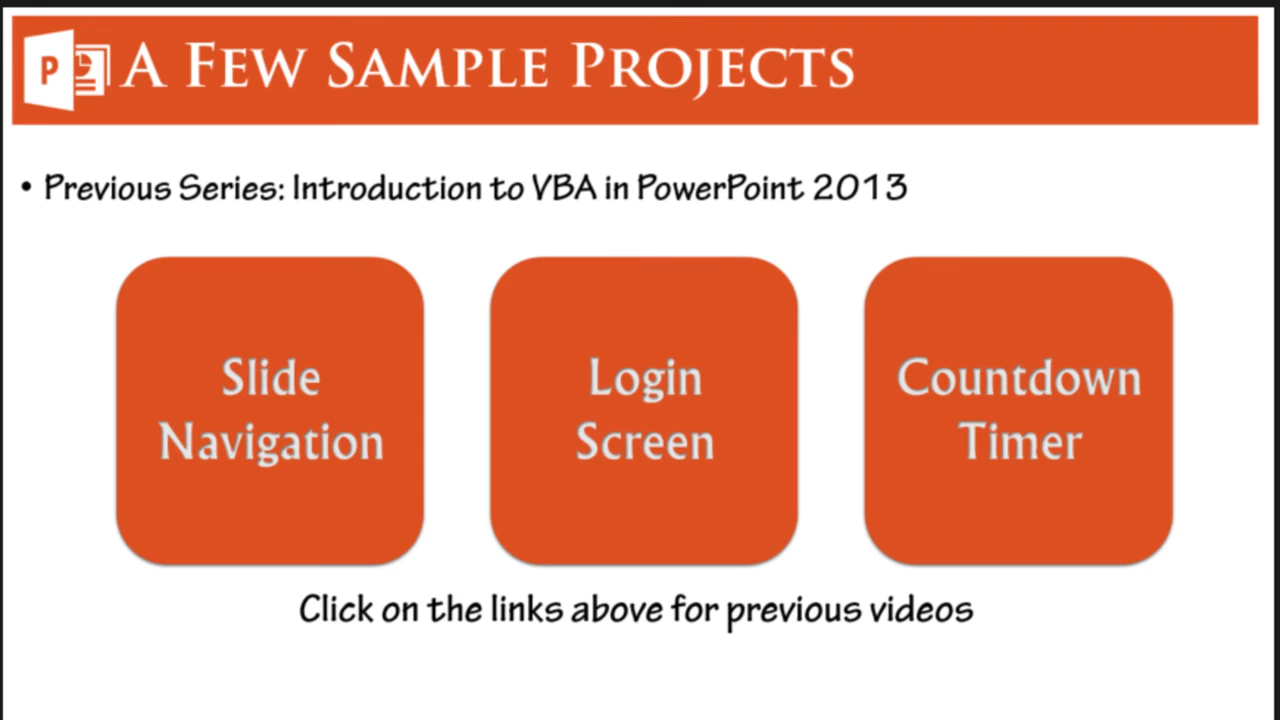 P
A Few Sample Projects
• Previous Series: Introduction to VBA in PowerPoint 2013
Slide
Navigation
Login
Screen
Countdown
Timer
Click on the links above for previous videos